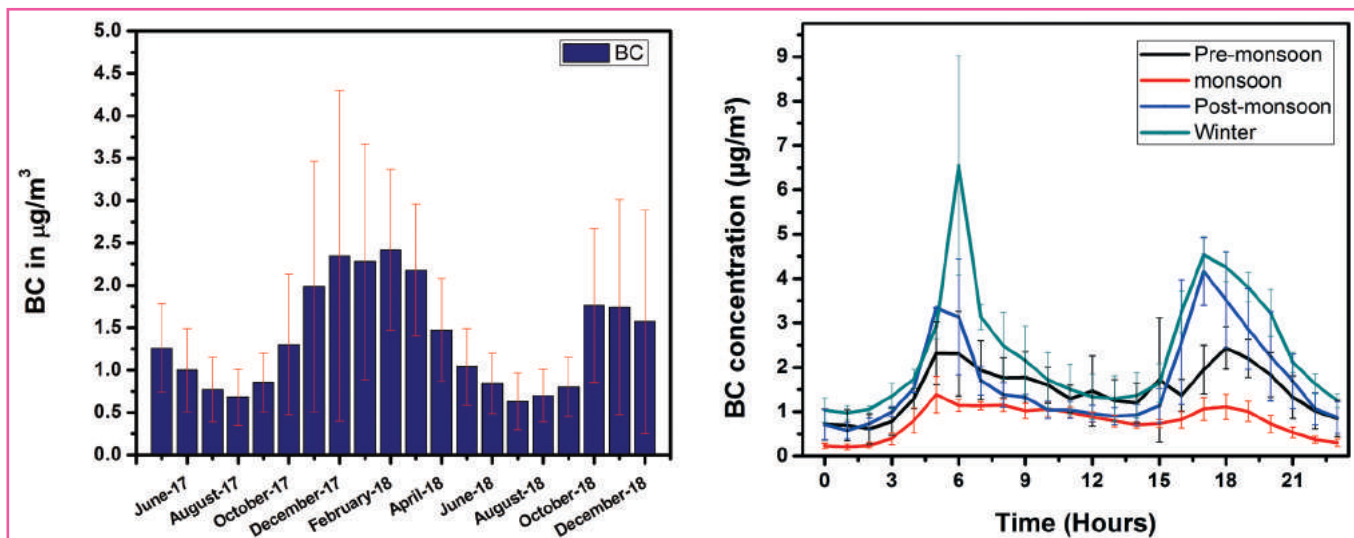 5.0
4.5
4.0
3.5
3.0
2.5
2.0
1.5
1.0
0.5
0.0
BC in µg/m³
BC
June-17
August-17
October-17
December-17
February-18
April-18
June-18
August-18
October-18
December-18
9
8
7
6
5
4
3
2
1
0
BC concentration (µg/m³)
Pre-monsoon
monsoon
Post-monsoon
Winter
0 3 6 9 12 15 18 21
Time (Hours)